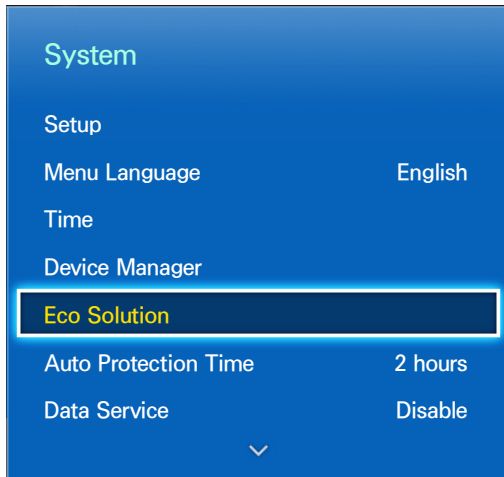 System
Setup
Menu Language English
Time
Device Manager
Eco Solution
Auto Protection Time 2 hours
Data Service Disable